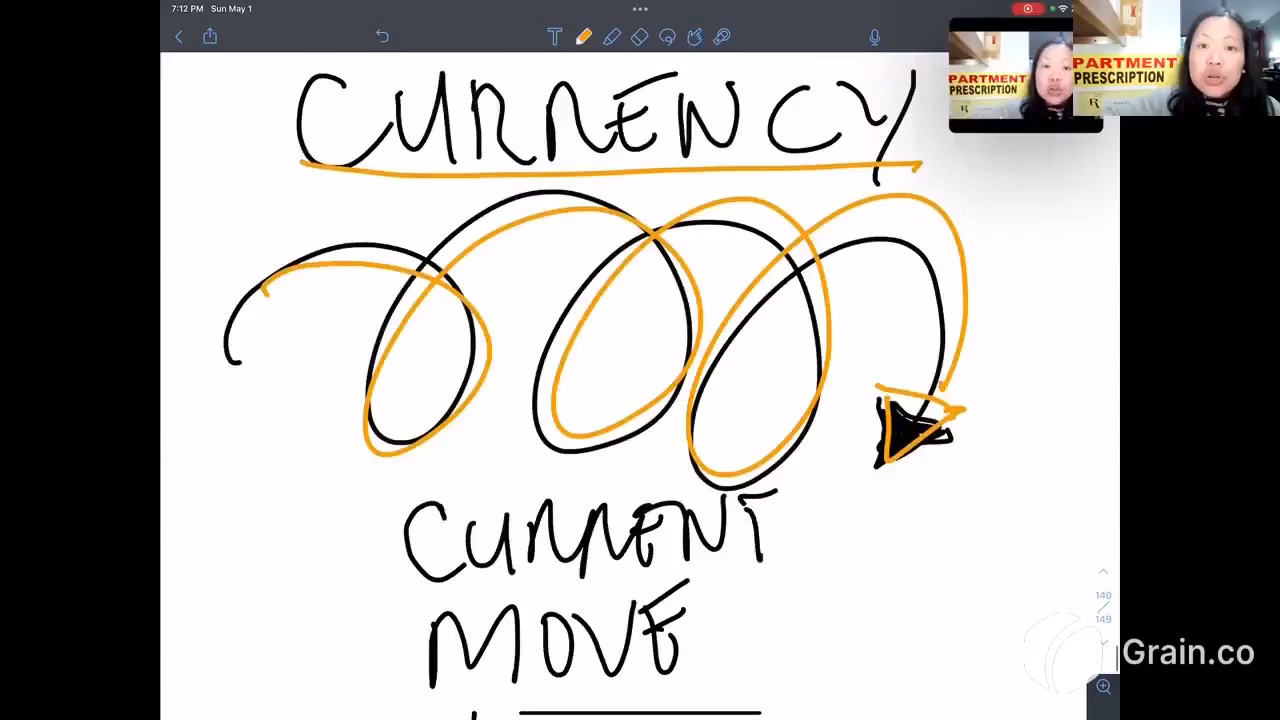 7:12 PM Sun May 1
T
CURRENCY
PARTMENT
PRESCRIPTION
PARTMENT
PRESCRIPTION
CURRENT
MOVE
140
149
Grain.co